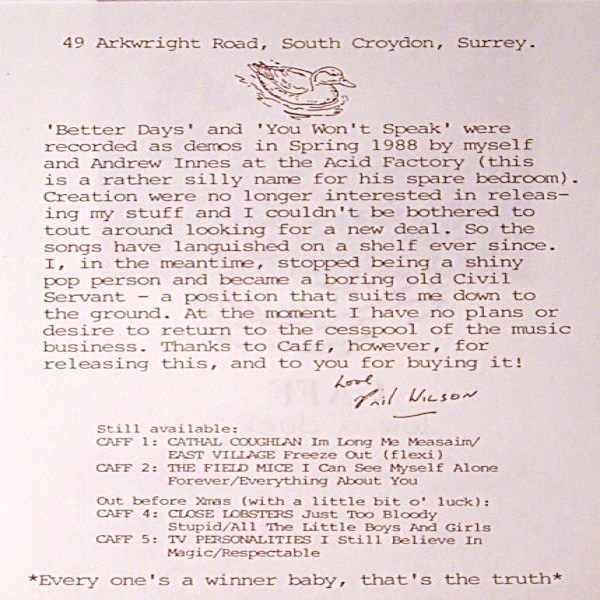 49 Arkwright Road, South Croydon, Surrey.
'Better Days' and 'You Won't Speak' were
recorded as demos in Spring 1988 by myself
and Andrew Innes at the Acid Factory (this
is a rather silly name for his spare bedroom).
Creation were no longer interested in releas-
ing my stuff and I couldn't be bothered to
tout around looking for a new deal. So the
songs have languished on a shelf ever since.
I, in the meantime, stopped being a shiny
pop person and became a boring old Civil
Servant - a position that suits me down to
the ground. At the moment I have no plans or
desire to return to the cesspool of the music
business. Thanks to Caff, however, for
releasing this, and to you for buying it!
Love
Phil Wilson
Still available:
CAFF 1: CATHAL COUGHLAN Im Long Me Measaim/
EAST VILLAGE Freeze Out (flexi)
CAFF 2: THE FIELD MICE I Can See Myself Alone
Forever/Everything About You
Out before Xmas (with a little bit o' luck):
CAFF 4: CLOSE LOBSTERS Just Too Bloody
Stupid/All The Little Boys And Girls
CAFF 5: TV PERSONALITIES I Still Believe In
Magic/Respectable
*Every one's a winner baby, that's the truth*